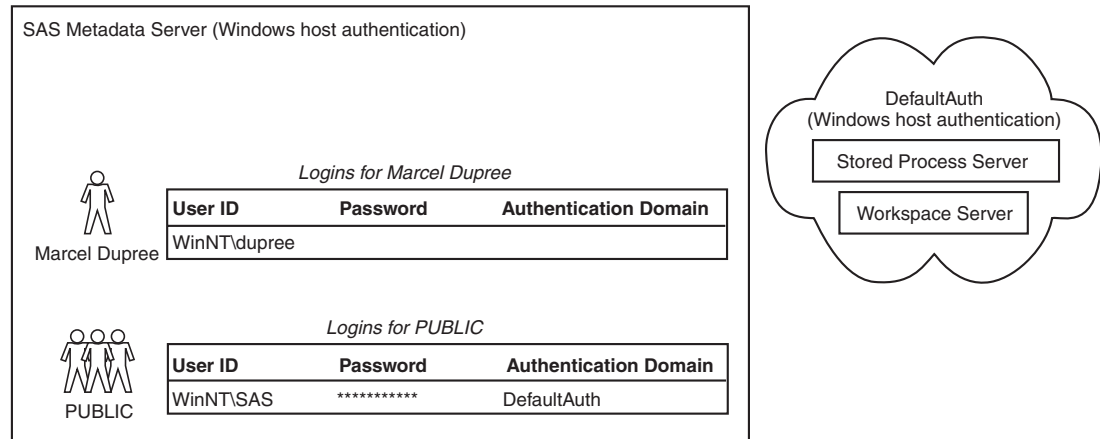 SAS Metadata Server (Windows host authentication)
DefaultAuth
(Windows host authentication)
Stored Process Server
Workspace Server
Logins for Marcel Dupree
User ID Password Authentication Domain
WinNT\dupree
Marcel Dupree
Logins for PUBLIC
User ID Password Authentication Domain
WinNT\SAS *********** DefaultAuth
PUBLIC